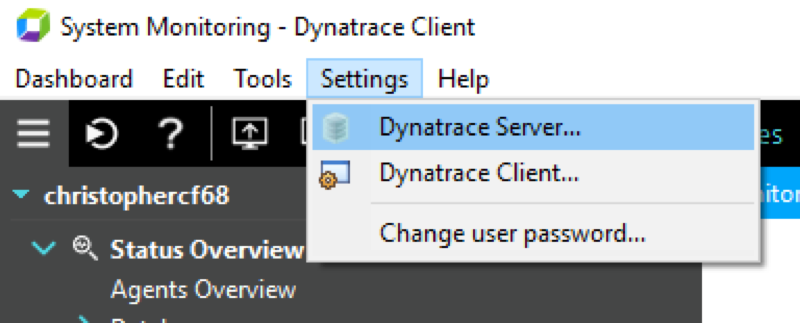 System Monitoring - Dynatrace Client
Dashboard Edit Tools Settings Help
?
Dynatrace Server...
es
Dynatrace Client...
nitor
Change user password...
christophercf68
Status Overview
Agents Overview